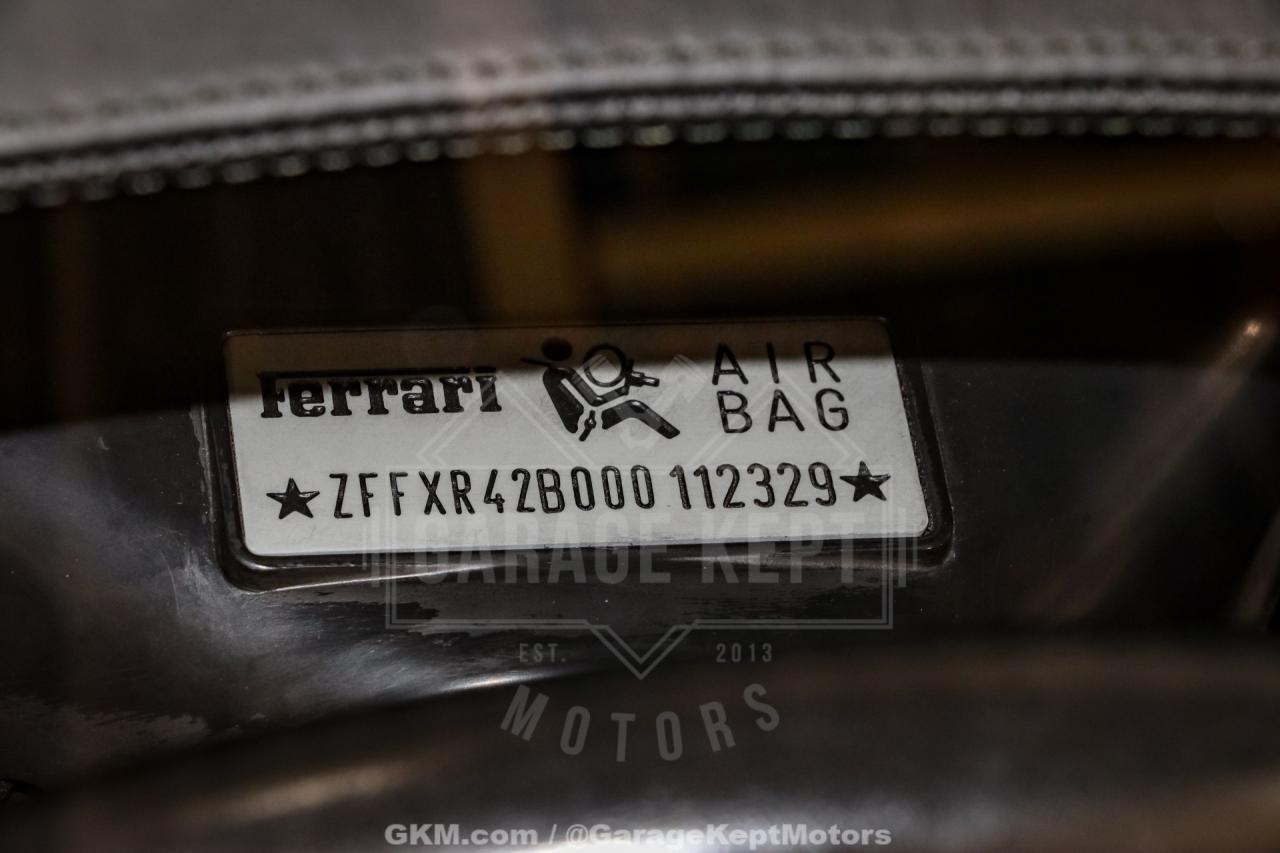 Ferrari AIR BAG
★ZFFXR42B000112329★
GARAGE KEPT
EST. 2013
MOTORS
GKM.com / @GarageKeptMotors